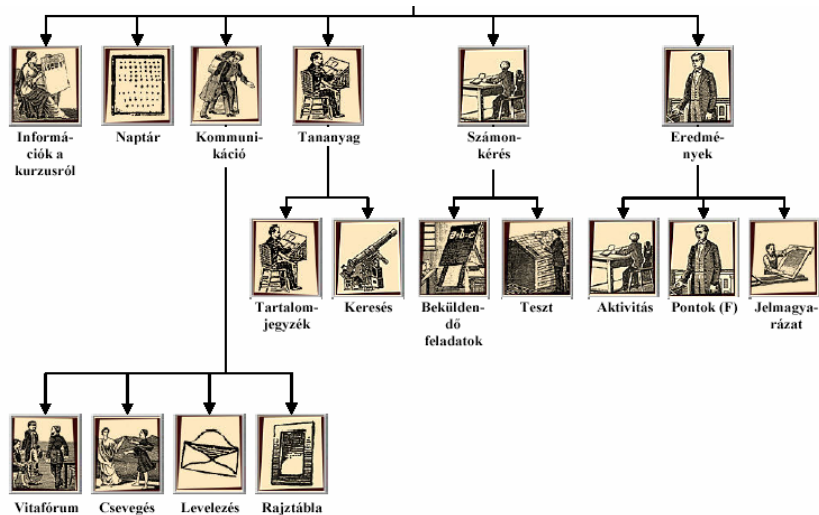 Informá-
ciók a
kurzusról
Naptár
Kommuni-
káció
Tananyag
Számon-
kérés
Eredmé-
nyek
Tartalom-
jegyzék
Keresés
Bekülden-
dő
feladatok
Teszt
Aktivitás
Pontok (F)
Jelmagya-
rázat
Vitafórum
Csevegés
Levelezés
Rajztábla